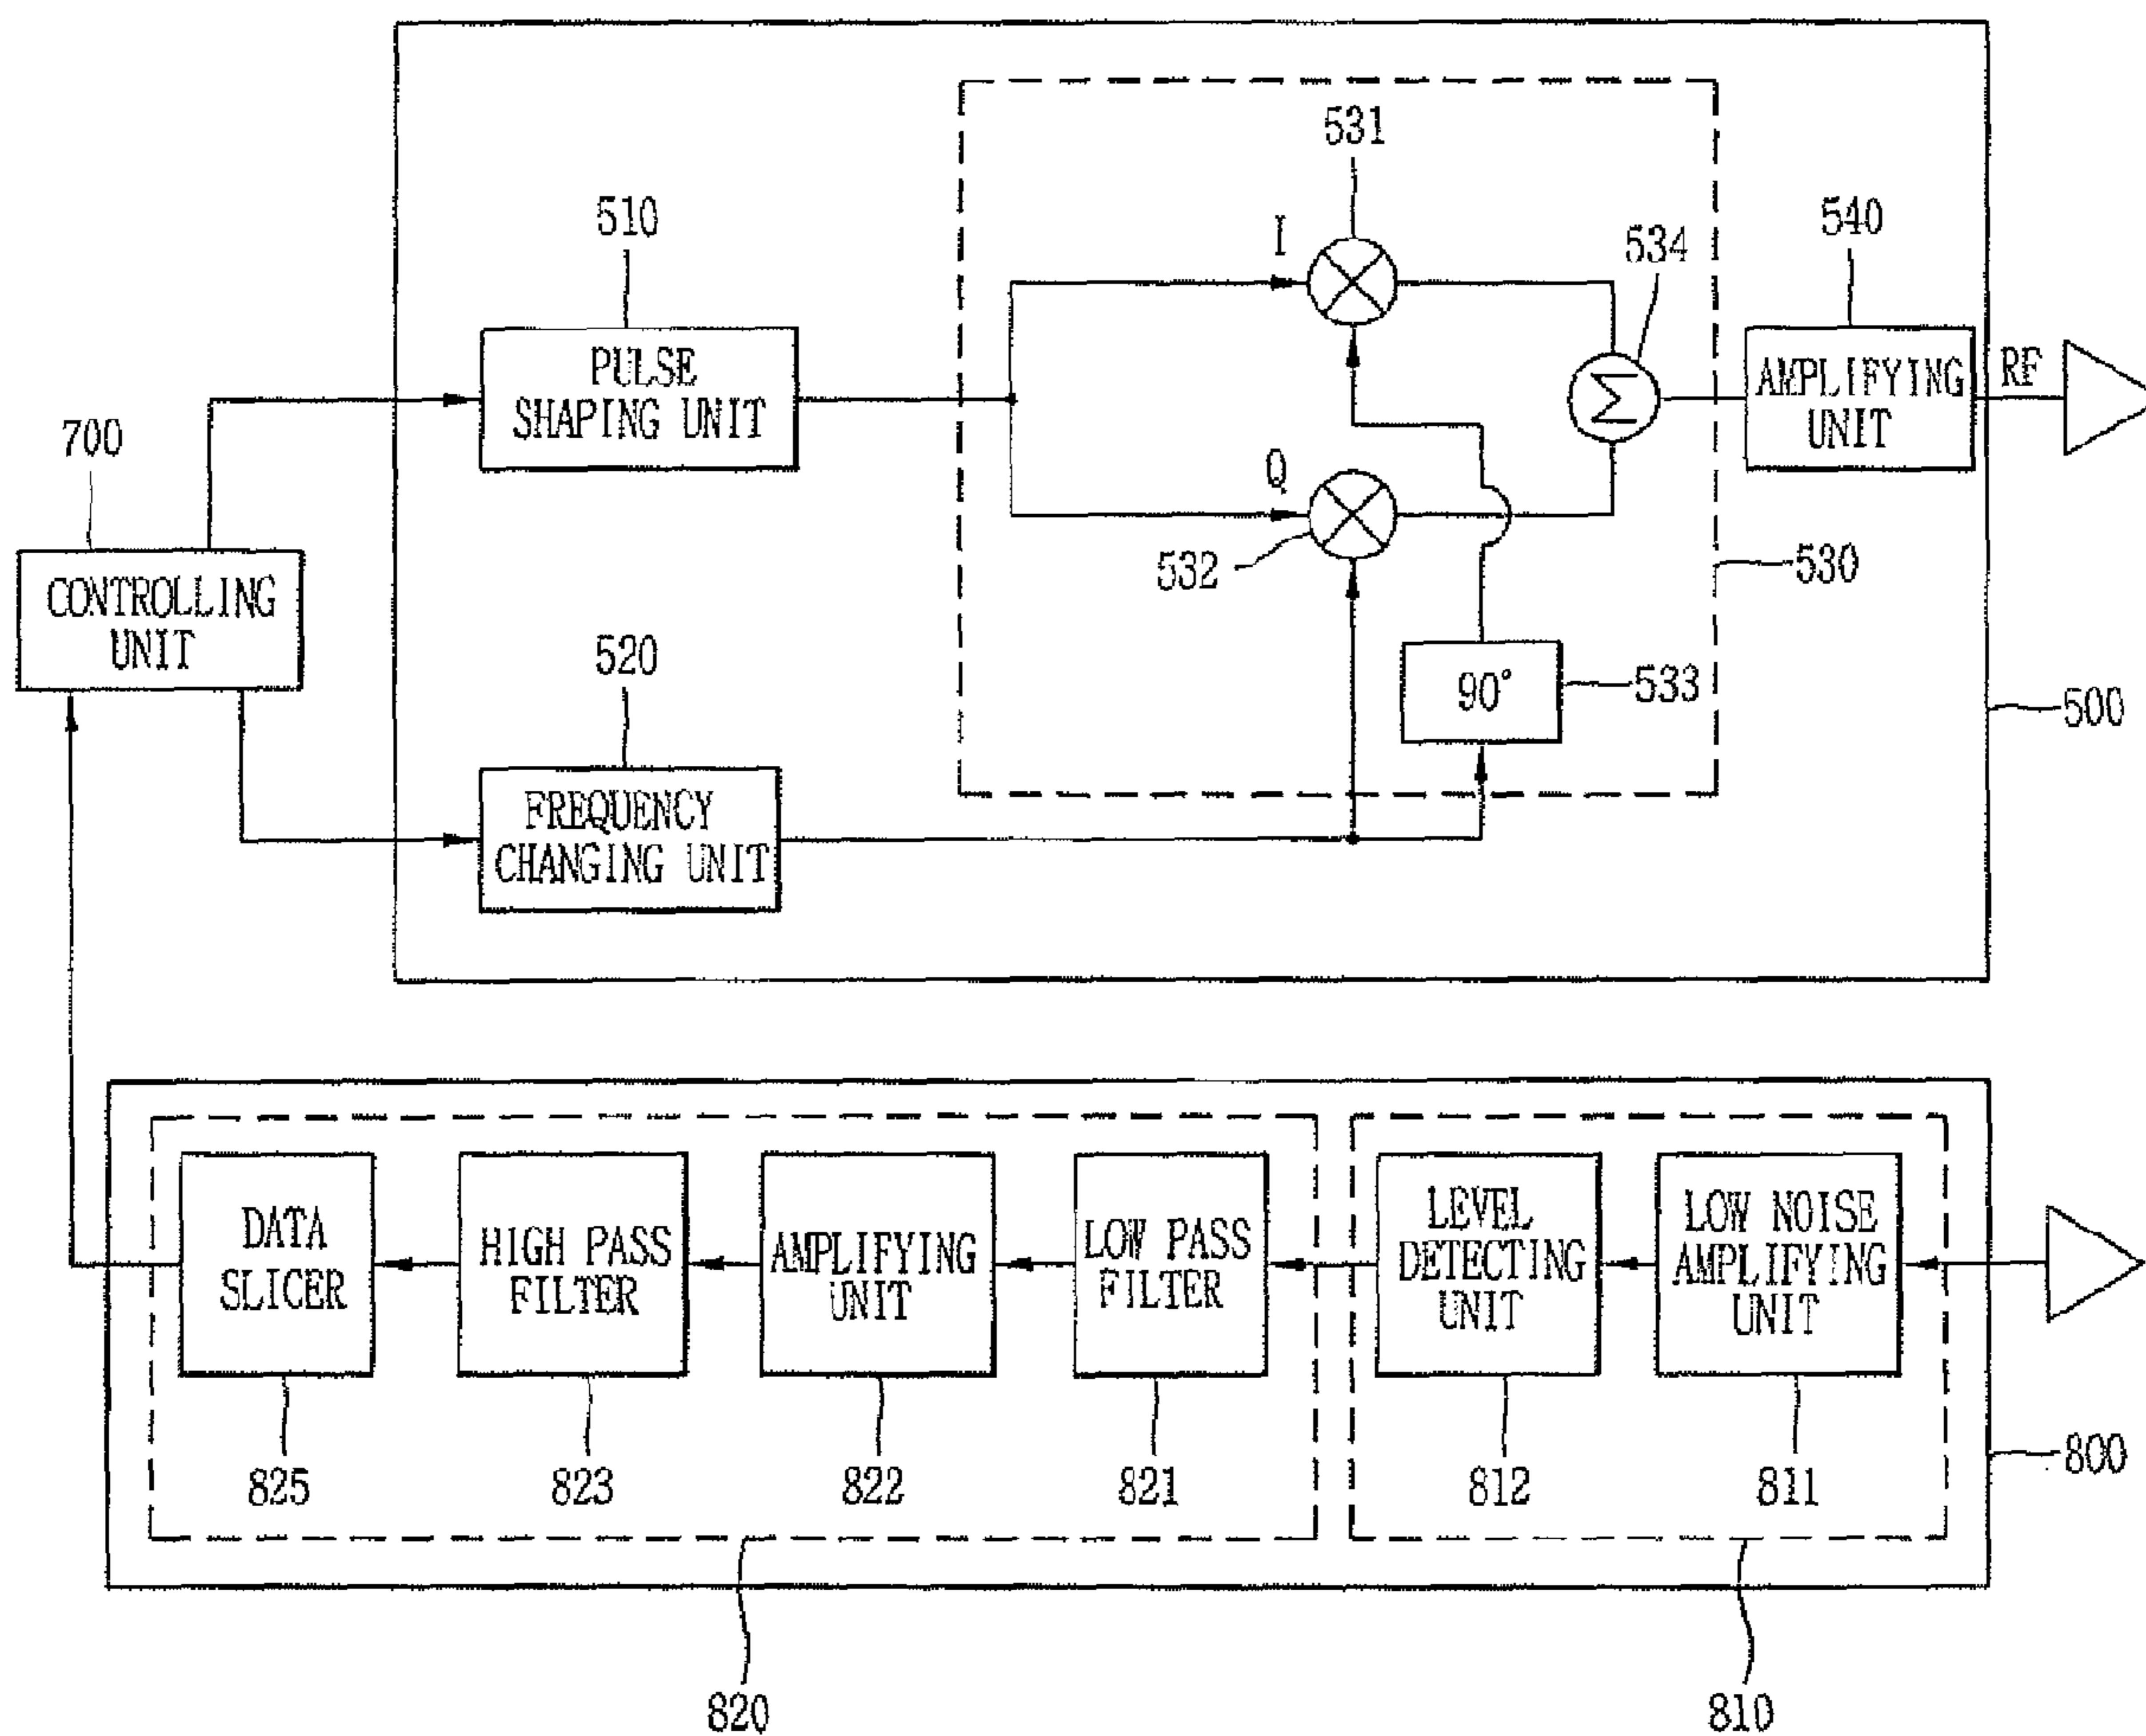 531
510
I
534
540
PULSE
SHAPING UNIT
AMPLIFYING
UNIT
RF
700
Q
CONTROLLING
UNIT
532
530
520
90°
533
500
FREQUENCY
CHANGING UNIT
DATA
SLICER
HIGH PASS
FILTER
AMPLIFYING
UNIT
LOW PASS
FILTER
LEVEL
DETECTING
UNIT
LOW NOISE
AMPLIFYING
UNIT
825
823
822
821
812
811
800
820
810